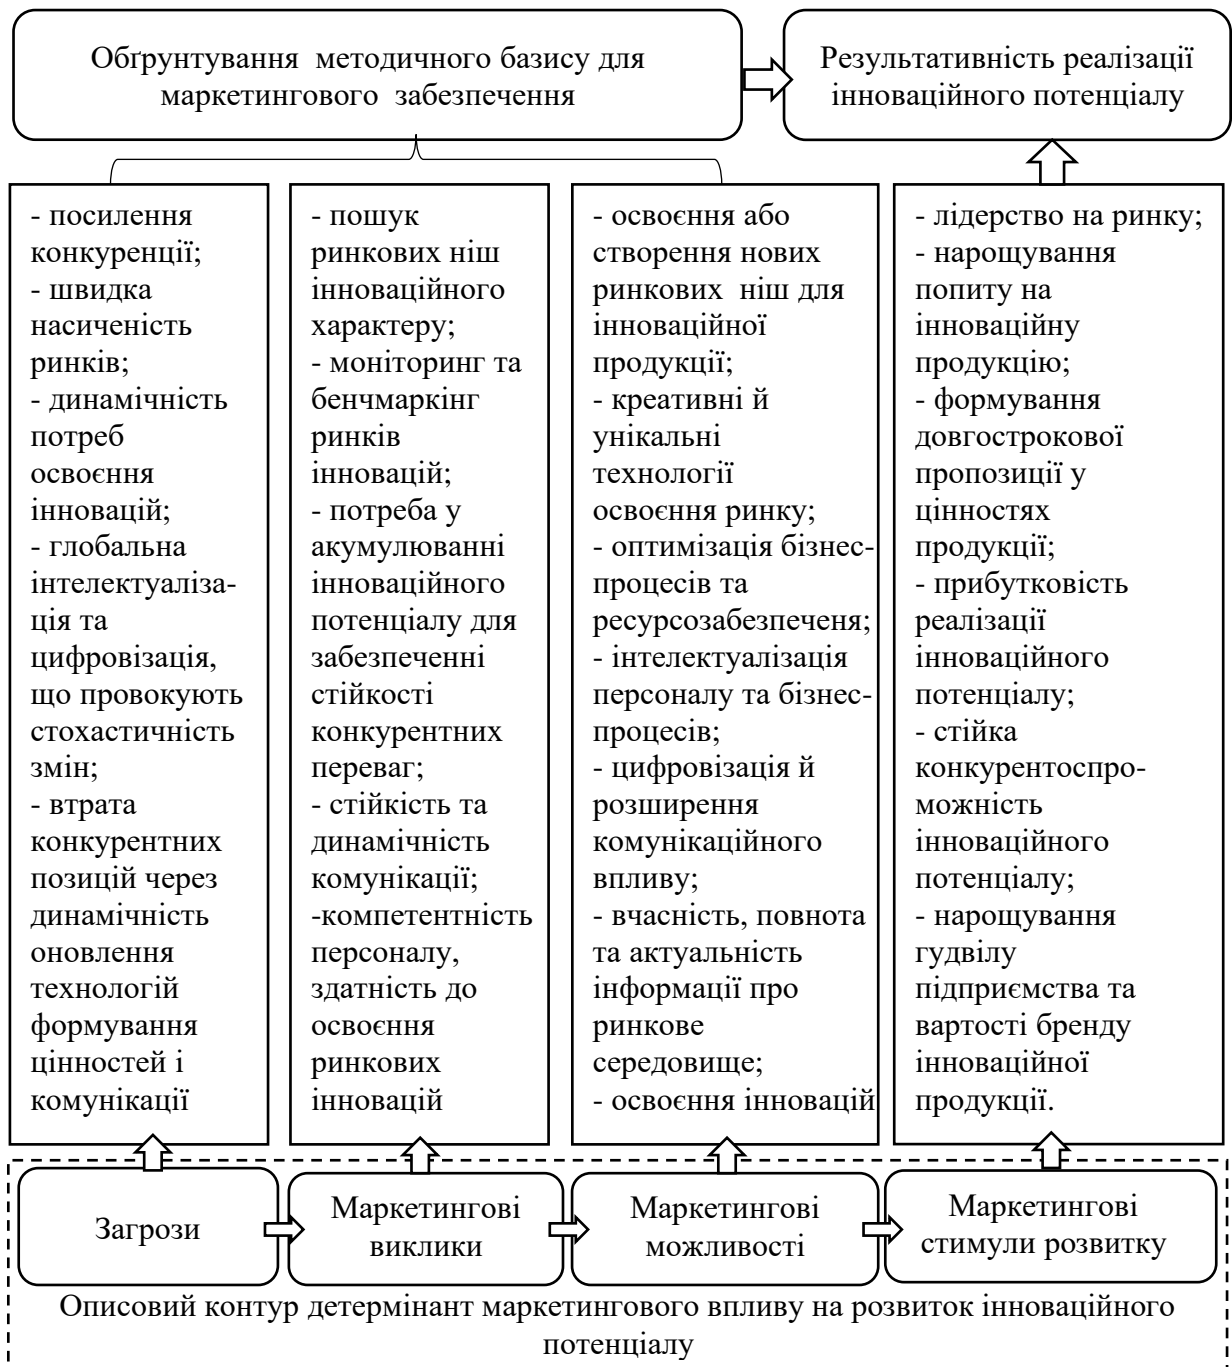 Обґрунтування методичного базису для
маркетингового забезпечення
Результативність реалізації
інноваційного потенціалу
- посилення
конкуренції;
- швидка
насиченість
ринків;
- динамічність
потреб
освоєння
інновацій;
- глобальна
інтелектуаліза-
ція та
цифровізація,
що провокують
стохастичність
змін;
- втрата
конкурентних
позицій через
динамічність
оновлення
технологій
формування
цінностей і
комунікації
- пошук
ринкових ніш
інноваційного
характеру;
- моніторинг та
бенчмаркінг
ринків
інновацій;
- потреба у
акумулюванні
інноваційного
потенціалу для
забезпеченні
стійкості
конкурентних
переваг;
- стійкість та
динамічність
комунікації;
-компетентність
персоналу,
здатність до
освоєння
ринкових
інновацій
- освоєння або
створення нових
ринкових ніш для
інноваційної
продукції;
- креативні й
унікальні
технології
освоєння ринку;
- оптимізація бізнес-
процесів та
ресурсозабезпеченя;
- інтелектуалізація
персоналу та бізнес-
процесів;
- цифровізація й
розширення
комунікаційного
впливу;
- вчасність, повнота
та актуальність
інформації про
ринкове
середовище;
- освоєння інновацій
- лідерство на ринку;
- нарощування
попиту на
інноваційну
продукцію;
- формування
довгострокової
пропозиції у
цінностях
продукції;
- прибутковість
реалізації
інноваційного
потенціалу;
- стійка
конкурентоспро-
можність
інноваційного
потенціалу;
- нарощування
гудвілу
підприємства та
вартості бренду
інноваційної
продукції.
Загрози
Маркетингові
виклики
Маркетингові
можливості
Маркетингові
стимули розвитку
Описовий контур детермінант маркетингового впливу на розвиток інноваційного
потенціалу